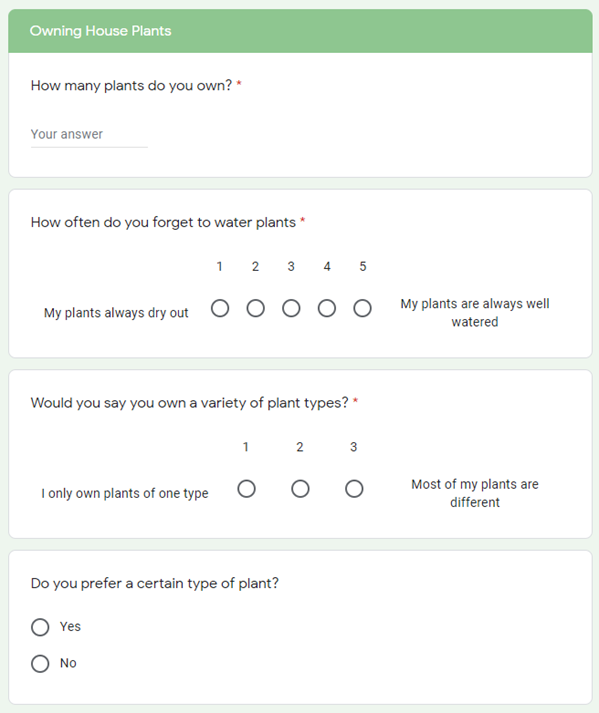 Owning House Plants
How many plants do you own? *
Your answer
How often do you forget to water plants *
1 2 3 4 5
My plants always dry out
My plants are always well
watered
Would you say you own a variety of plant types? *
1 2 3
I only own plants of one type
Most of my plants are
different
Do you prefer a certain type of plant?
Yes
No